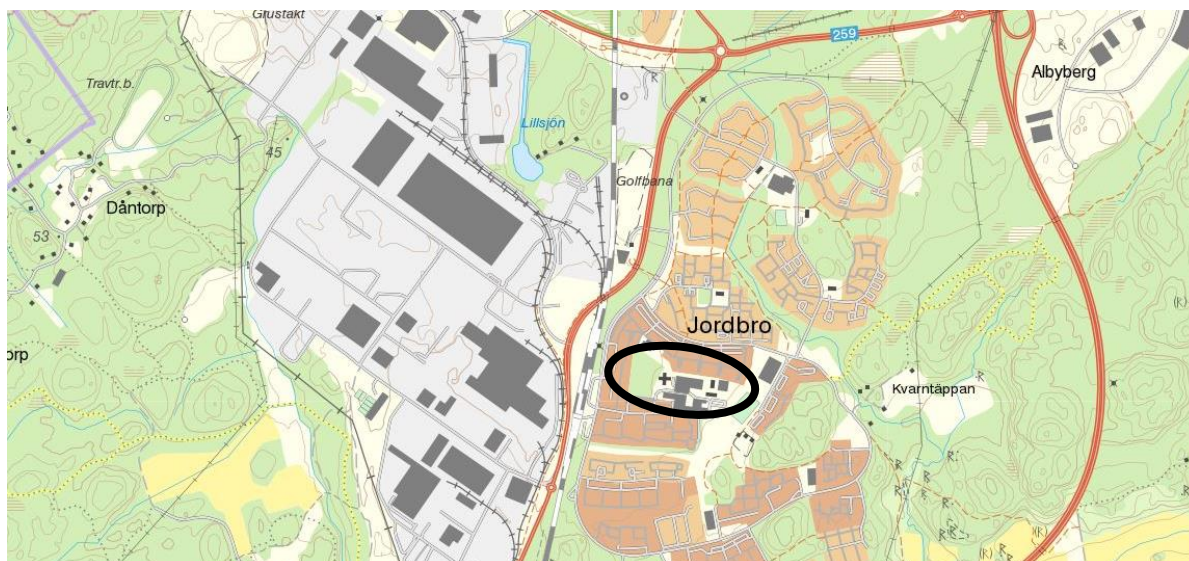 Glustakt
259
Albyberg
Travtr.b.
Lillsjön
45
Golfbana
Dåntorp
53
(R)
Jordbro
orp
Kvarntäppan
R
R
R
R
R
R
(R)
(R)
R